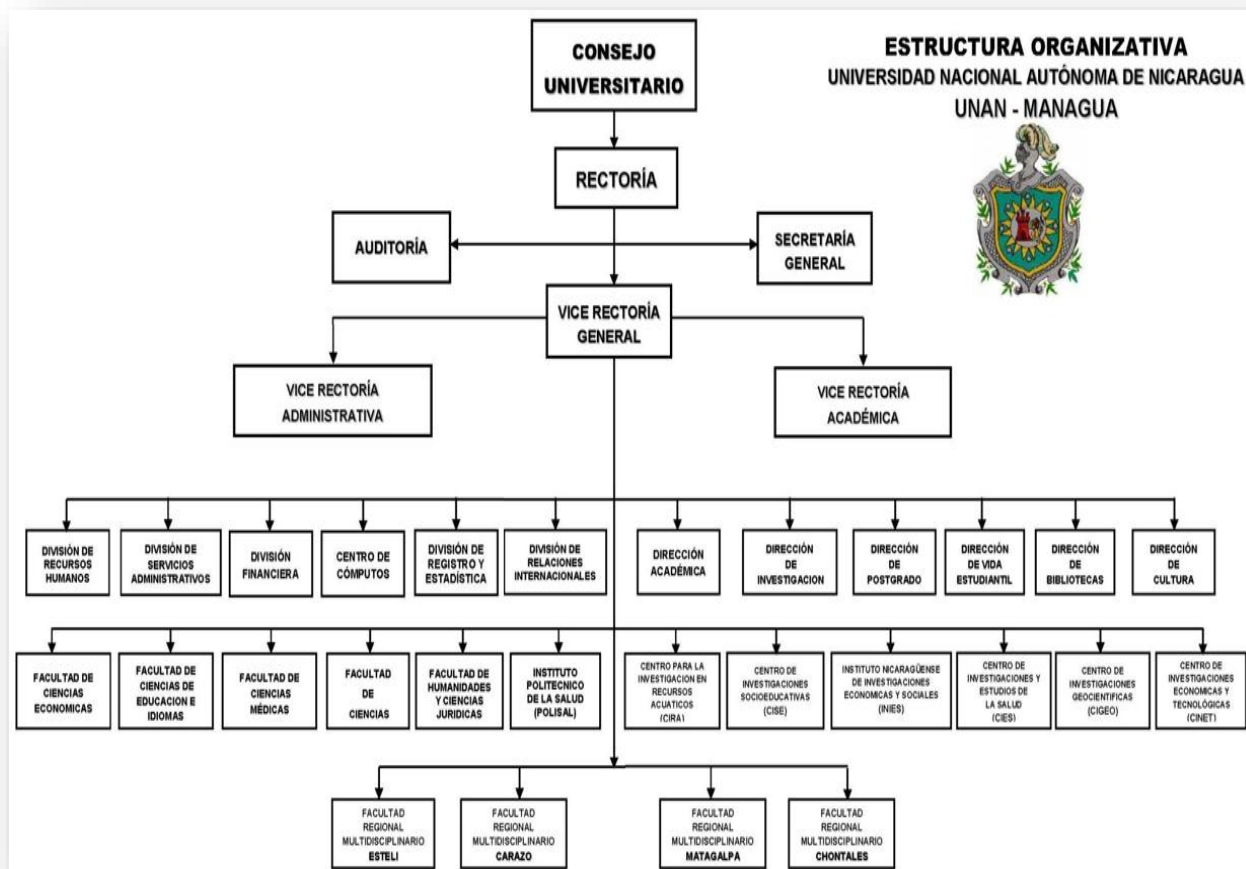 CONSEJO
UNIVERSITARIO
ESTRUCTURA ORGANIZATIVA
UNIVERSIDAD NACIONAL AUTÓNOMA DE NICARAGUA
UNAN - MANAGUA
RECTORÍA
AUDITORÍA
SECRETARÍA
GENERAL
VICE RECTORÍA
GENERAL
VICE RECTORÍA
ADMINISTRATIVA
VICE RECTORÍA
ACADÉMICA
DIVISIÓN DE
RECURSOS
HUMANOS
DIVISIÓN DE
SERVICIOS
ADMINISTRATIVOS
DIVISIÓN
FINANCIERA
CENTRO DE
CÓMPUTOS
DIVISIÓN DE
REGISTRO Y
ESTADÍSTICA
DIVISIÓN DE
RELACIONES
INTERNACIONALES
DIRECCIÓN
ACADÉMICA
DIRECCIÓN
DE
INVESTIGACION
DIRECCIÓN
DE
POSTGRADO
DIRECCIÓN
DE VIDA
ESTUDIANTIL
DIRECCIÓN
DE
BIBLIOTECAS
DIRECCIÓN
DE
CULTURA
FACULTAD
DE
CIENCIAS
ECONOMICAS
FACULTAD DE
CIENCIAS DE
EDUCACION E
IDIOMAS
FACULTAD DE
CIENCIAS
MÉDICAS
FACULTAD
DE
CIENCIAS
FACULTAD DE
HUMANIDADES
Y CIENCIAS
JURIDICAS
INSTITUTO
POLITECNICO
DE LA SALUD
(POLISAL)
CENTRO PARA LA
INVESTIGACION EN
RECURSOS
ACUATICOS
(CIRA)
CENTRO DE
INVESTIGACIONES
SOCIOEDUCATIVAS
(CISE)
INSTITUTO NICARAGÜENSE
DE INVESTIGACIONES
ECONOMICAS Y SOCIALES
(INIES)
CENTRO DE
INVESTIGACIONES Y
ESTUDIOS DE
LA SALUD
(CIES)
CENTRO DE
INVESTIGACIONES
GEOCIENTIFICAS
(CIGEO)
CENTRO DE
INVESTIGACIONES
ECONOMICAS Y
TECNOLÓGICAS
(CINET)
FACULTAD
REGIONAL
MULTIDISCIPLINARIO
ESTELI
FACULTAD
REGIONAL
MULTIDISCIPLINARIO
CARAZO
FACULTAD
REGIONAL
MULTIDISCIPLINARIO
MATAGALPA
FACULTAD
REGIONAL
MULTIDISCIPLINARIO
CHONTALES